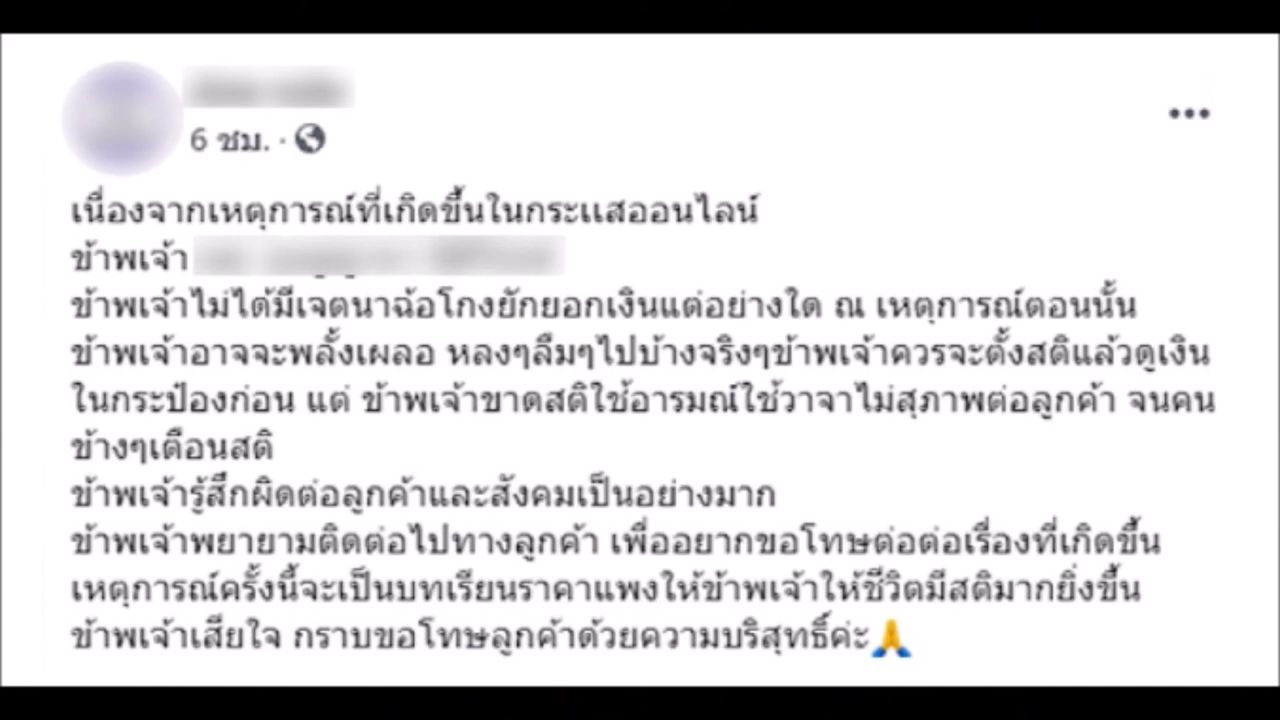 6 ชม. ·
เนื่องจากเหตุการณ์ที่เกิดขึ้นในกระแสออนไลน์
ข้าพเจ้า
ข้าพเจ้าไม่ได้มีเจตนาฉ้อโกงยักยอกเงินแต่อย่างใด ณ เหตุการณ์ตอนนั้น
ข้าพเจ้าอาจจะพลั้งเผลอ หลงๆลืมๆไปบ้างจริงๆข้าพเจ้าควรจะตั้งสติแล้วดูเงิน
ในกระป๋องก่อน แต่ ข้าพเจ้าขาดสติใช้อารมณ์ใช้วาจาไม่สุภาพต่อลูกค้า จนคน
ข้างๆเตือนสติ
ข้าพเจ้ารู้สึกผิดต่อลูกค้าและสังคมเป็นอย่างมาก
ข้าพเจ้าพยายามติดต่อไปทางลูกค้า เพื่ออยากขอโทษต่อต่อเรื่องที่เกิดขึ้น
เหตุการณ์ครั้งนี้จะเป็นบทเรียนราคาแพงให้ข้าพเจ้าให้ชีวิตมีสติมากยิ่งขึ้น
ข้าพเจ้าเสียใจ กราบขอโทษลูกค้าด้วยความบริสุทธิ์ค่ะ🙏